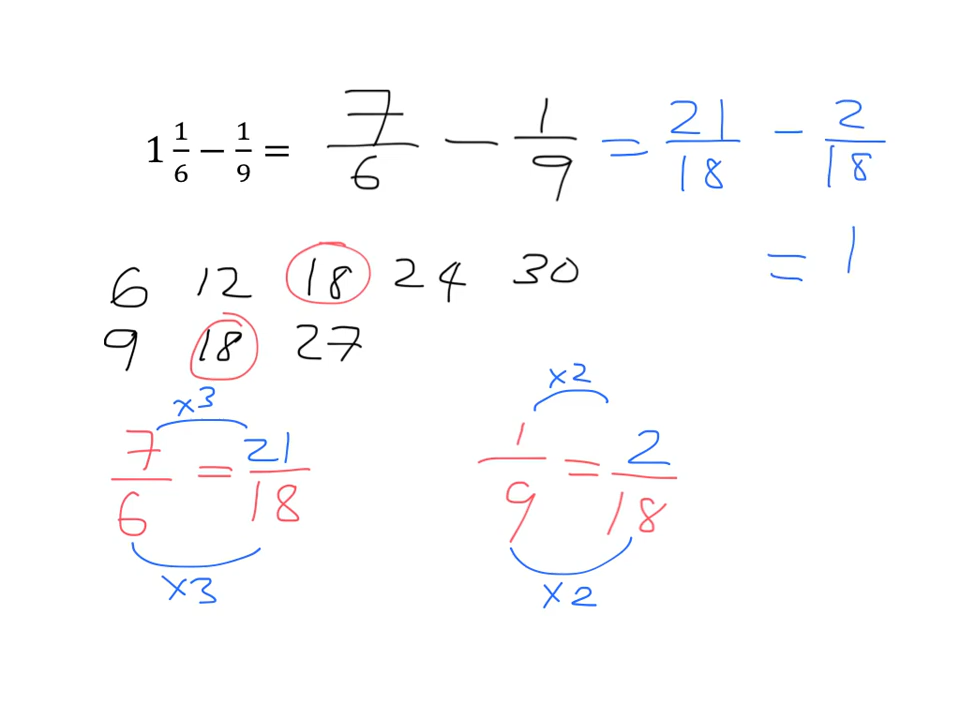 1 1/6 − 1/9 = 7/6 − 1/9 = 21/18 − 2/18
= 1
6 12 18 24 30
9 18 27
×3 ×2
7/6 = 21/18 1/9 = 2/18
×3 ×2